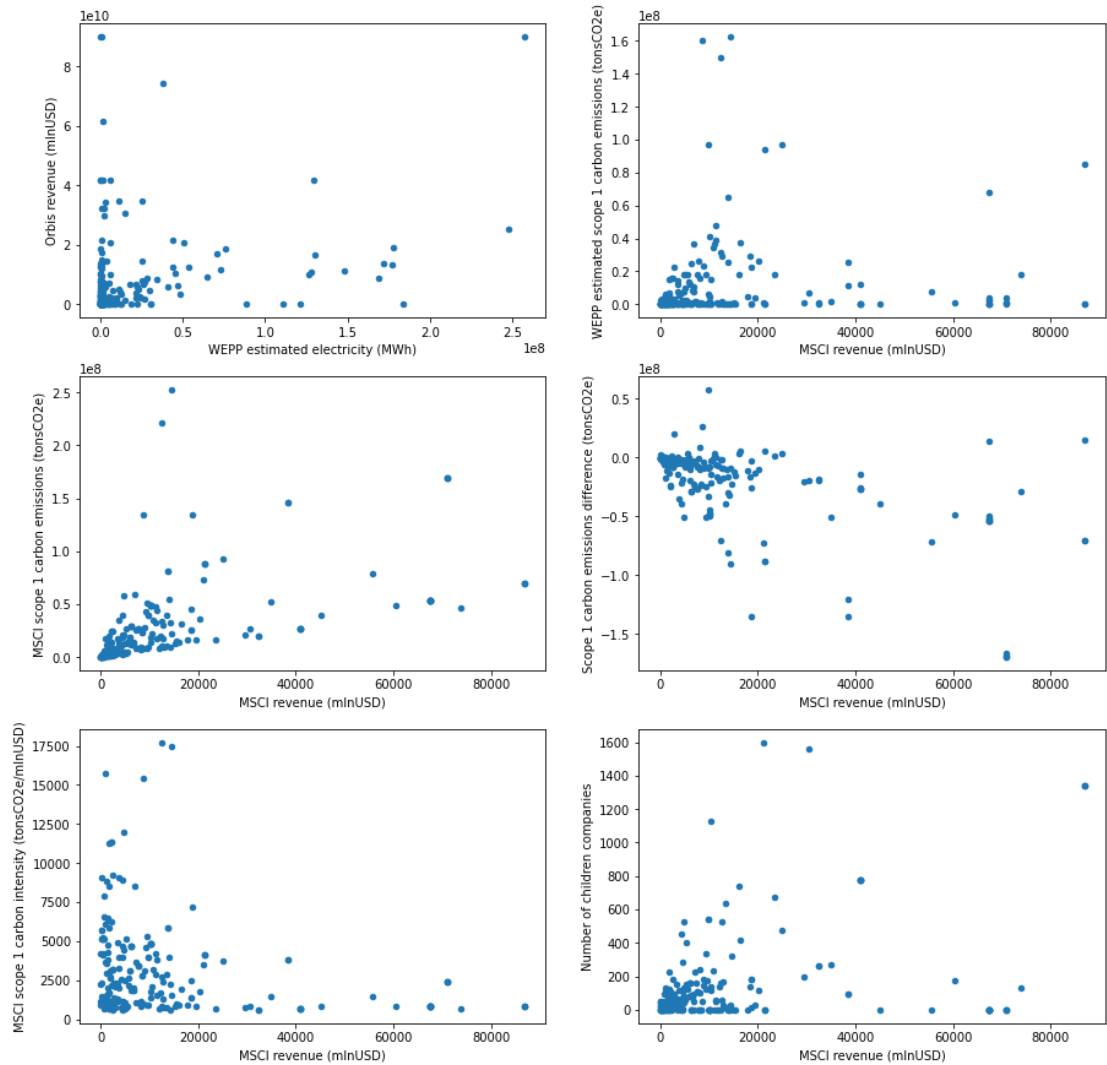 1e10
Orbis revenue (mlnUSD)
8
6
4
2
0
0.0 0.5 1.0 1.5 2.0 2.5
WEPP estimated electricity (MWh)
1e8
1e8
WEPP estimated scope 1 carbon emissions (tonsCO2e)
1.6
1.4
1.2
1.0
0.8
0.6
0.4
0.2
0.0
0 20000 40000 60000 80000
MSCI revenue (mlnUSD)
1e8
MSCI scope 1 carbon emissions (tonsCO2e)
2.5
2.0
1.5
1.0
0.5
0.0
0 20000 40000 60000 80000
MSCI revenue (mlnUSD)
1e8
Scope 1 carbon emissions difference (tonsCO2e)
0.5
0.0
−0.5
−1.0
−1.5
0 20000 40000 60000 80000
MSCI revenue (mlnUSD)
MSCI scope 1 carbon intensity (tonsCO2e/mlnUSD)
17500
15000
12500
10000
7500
5000
2500
0
0 20000 40000 60000 80000
MSCI revenue (mlnUSD)
Number of children companies
1600
1400
1200
1000
800
600
400
200
0
0 20000 40000 60000 80000
MSCI revenue (mlnUSD)